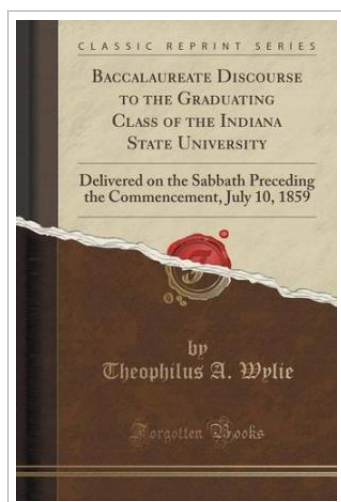 CLASSIC REPRINT SERIES
BACCALAUREATE DISCOURSE
TO THE GRADUATING
CLASS OF THE INDIANA
STATE UNIVERSITY
Delivered on the Sabbath Preceding
the Commencement, July 10, 1859
by
Theophilus A. Wylie
Forgotten Books